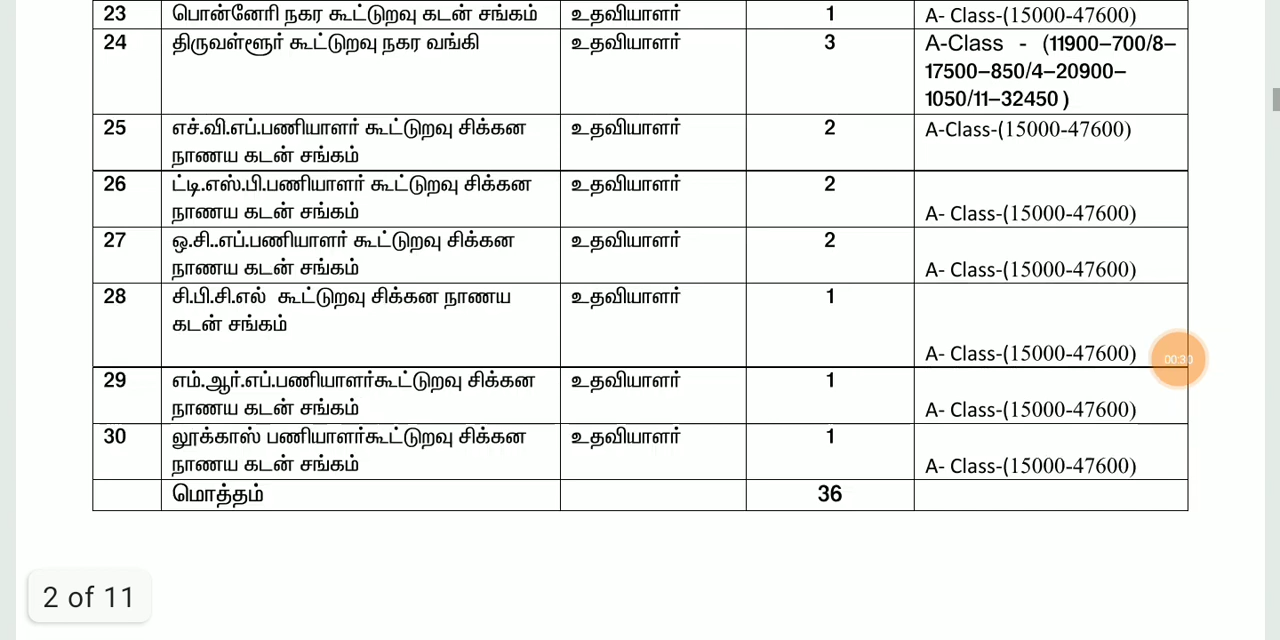 23 பொன்னேரி நகர கூட்டுறவு கடன் சங்கம் உதவியாளர் 1 A- Class-(15000-47600)
24 திருவள்ளூர் கூட்டுறவு நகர வங்கி உதவியாளர் 3 A-Class - (11900–700/8–
17500–850/4–20900–
1050/11–32450 )
25 எச்.வி.எப்.பணியாளர் கூட்டுறவு சிக்கன உதவியாளர் 2 A-Class-(15000-47600)
நாணய கடன் சங்கம்
26 ட்டி.எஸ்.பி.பணியாளர் கூட்டுறவு சிக்கன உதவியாளர் 2
நாணய கடன் சங்கம் A- Class-(15000-47600)
27 ஒ.சி..எப்.பணியாளர் கூட்டுறவு சிக்கன உதவியாளர் 2
நாணய கடன் சங்கம் A- Class-(15000-47600)
28 சி.பி.சி.எல் கூட்டுறவு சிக்கன நாணய உதவியாளர் 1
கடன் சங்கம்
A- Class-(15000-47600)
00:30
29 எம்.ஆர்.எப்.பணியாளர்கூட்டுறவு சிக்கன உதவியாளர் 1
நாணய கடன் சங்கம் A- Class-(15000-47600)
30 லூக்காஸ் பணியாளர்கூட்டுறவு சிக்கன உதவியாளர் 1
நாணய கடன் சங்கம் A- Class-(15000-47600)
மொத்தம் 36
2 of 11